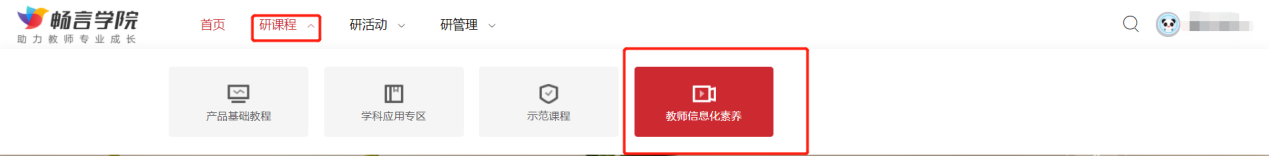 畅言学院
助力教师专业成长
首页 研课程 研活动 研管理
产品基础教程 学科应用专区 示范课程 教师信息化素养